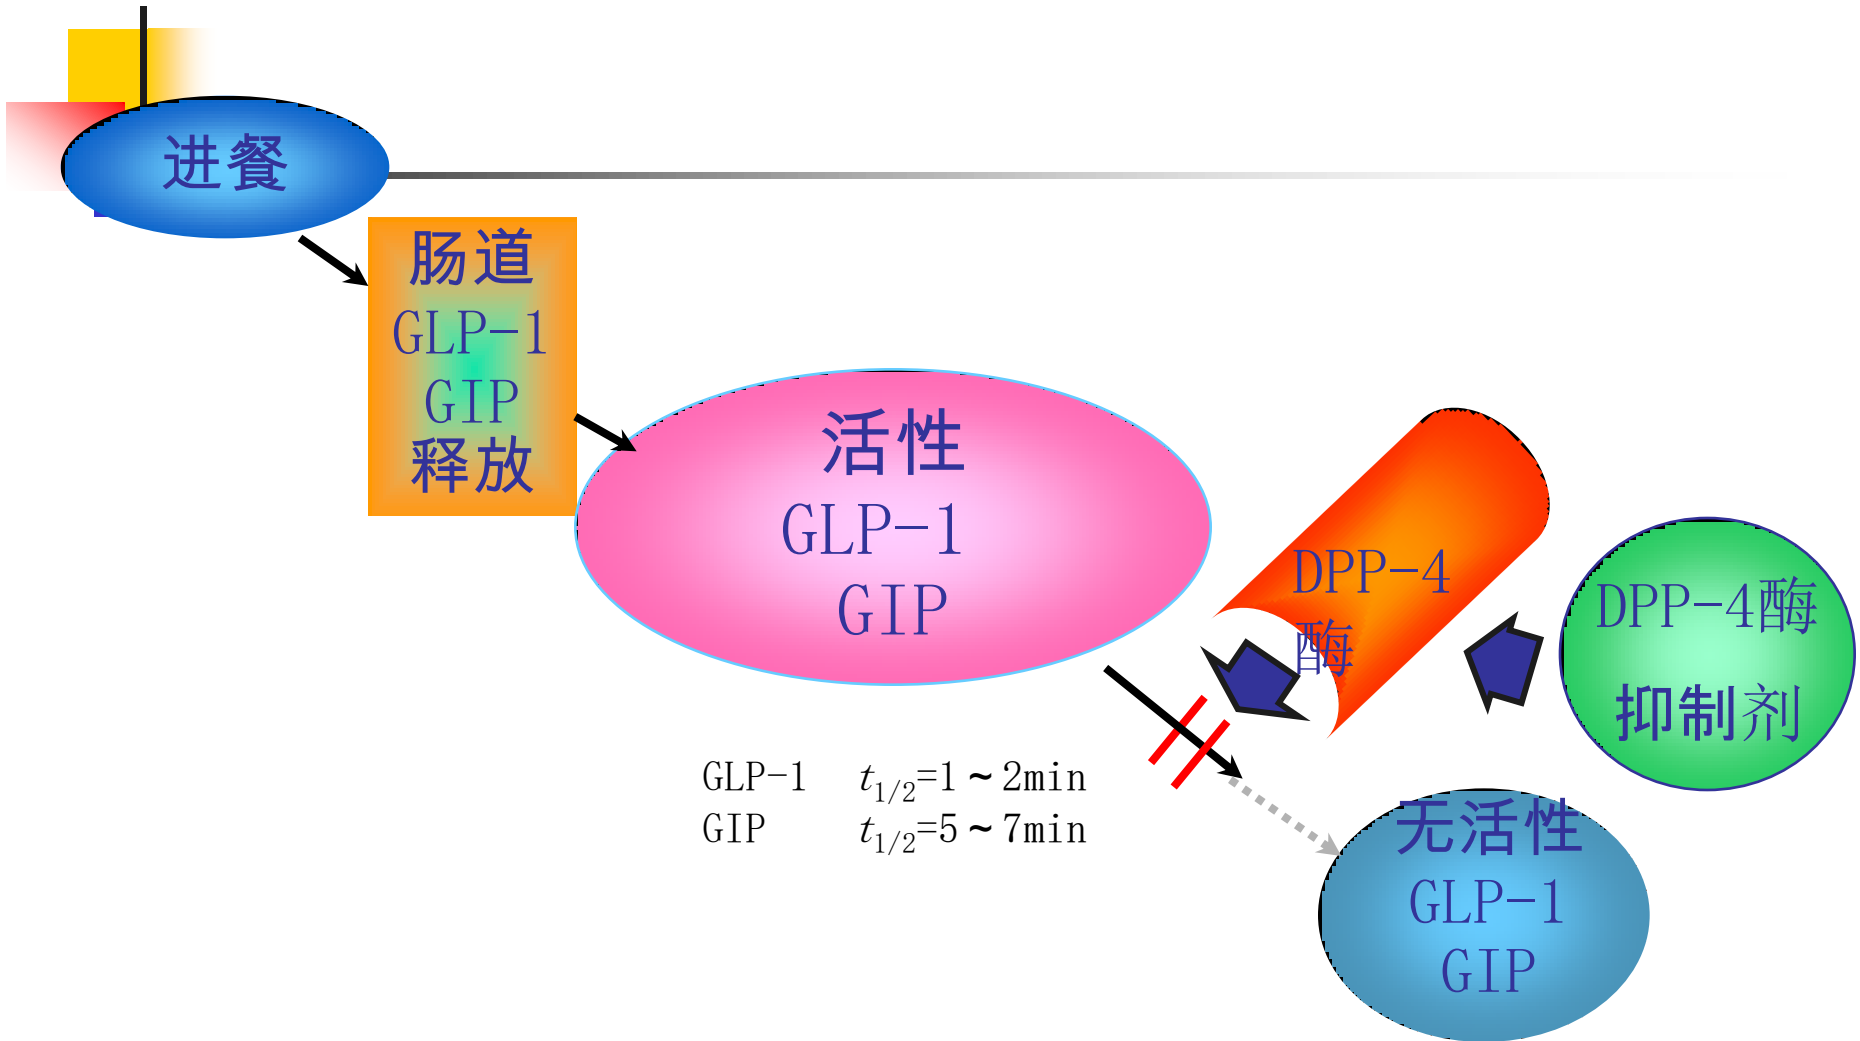 进餐
肠道
GLP-1
GIP
释放
活性
GLP-1
GIP
DPP-4
酶
DPP-4酶
抑制剂
GLP-1 t1/2=1～2min
GIP t1/2=5～7min
无活性
GLP-1
GIP